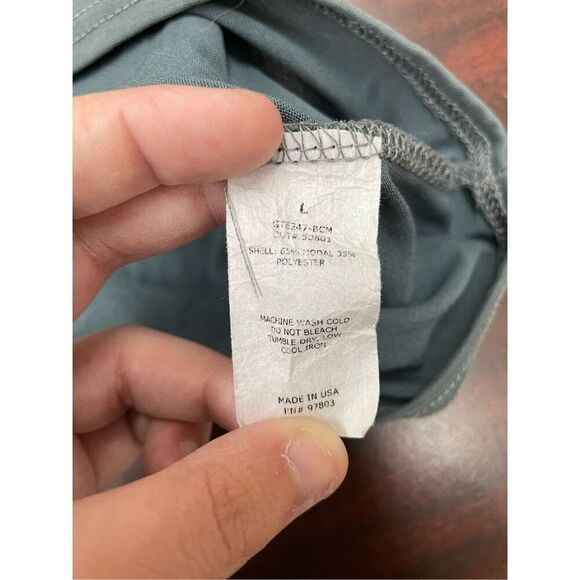 L
GT6247-BCM
CUT# 50801
SHELL: 65% MODAL 35%
POLYESTER
MACHINE WASH COLD
DO NOT BLEACH
TUMBLE DRY, LOW
COOL IRON
MADE IN USA
RN# 97803